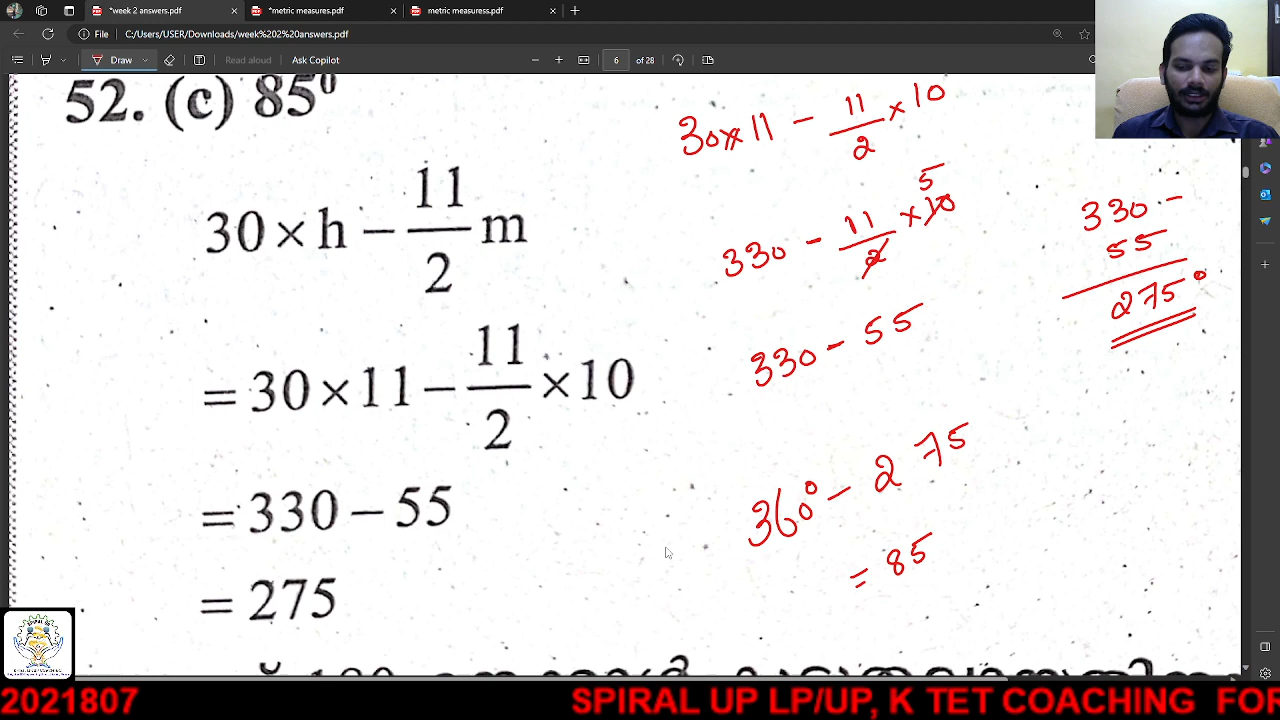 *week 2 answers.pdf
*metric measures.pdf
metric measuress.pdf
File C:/Users/USER/Downloads/week%202%20answers.pdf
Draw
Read aloud
Ask Copilot
6 of 28
52. (c) 85⁰
30 × h − 11/2 m
= 30 × 11 − 11/2 × 10
= 330 − 55
= 275
30×11 − 11/2 × 10
330 − 11/2 × 10 5
330 − 55
360° − 275
= 85
330 −
55
275°
2021807
SPIRAL UP LP/UP, K TET COACHING FOR